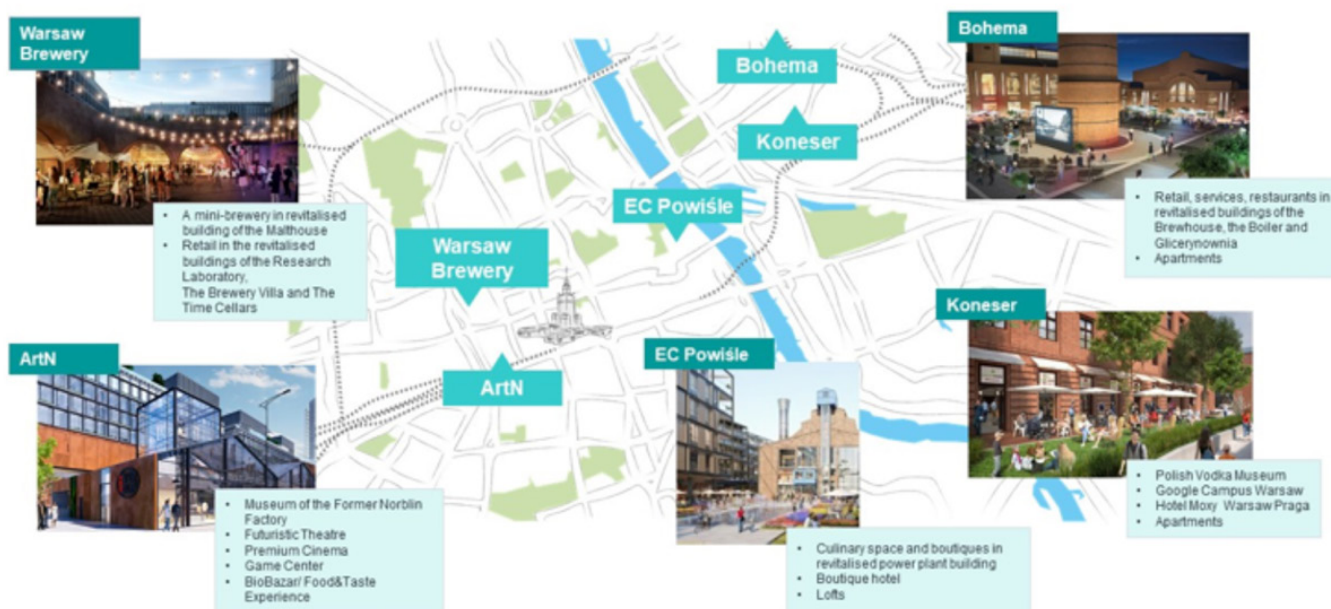 Warsaw
Brewery
• A mini-brewery in revitalised
building of the Malthouse
• Retail in the revitalised
buildings of the Research
Laboratory,
The Brewery Villa and The
Time Cellars
ArtN
• Museum of the Former Norblin
Factory
• Futuristic Theatre
• Premium Cinema
• Game Center
• BioBazar/ Food&Taste
Experience
Bohema
Koneser
EC Powiśle
Warsaw
Brewery
ArtN
EC Powiśle
• Culinary space and boutiques in
revitalised power plant building
• Boutique hotel
• Lofts
Bohema
• Retail, services, restaurants in
revitalised buildings of the
Brewhouse, the Boiler and
Glicerynownia
• Apartments
Koneser
• Polish Vodka Museum
• Google Campus Warsaw
• Hotel Moxy Warsaw Praga
• Apartments